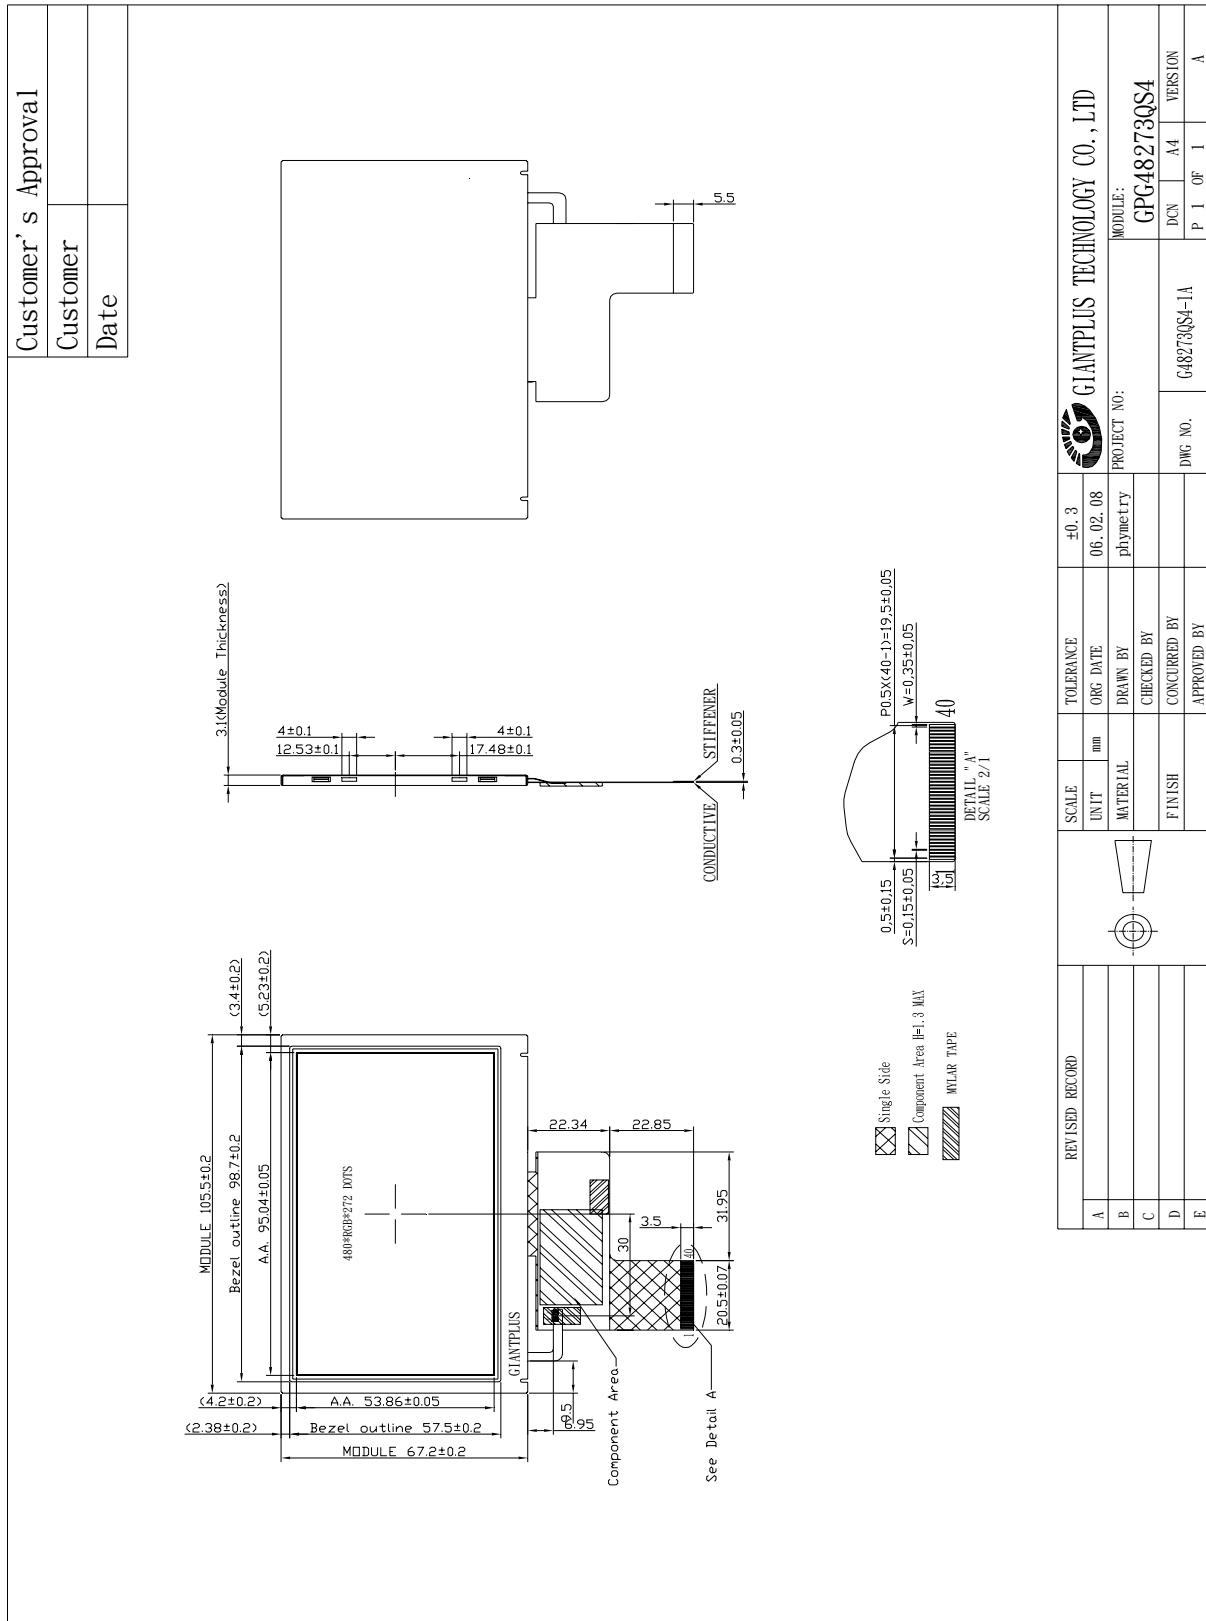 Customer's Approval
Customer
Date
5.5
3.1(Module Thickness)
4±0.1
4±0.1
12.53±0.1
17.48±0.1
CONDUCTIVE
STIFFENER
0.3±0.05
MODULE 105.5±0.2
(3.4±0.2)
Bezel outline 98.7±0.2
(5.23±0.2)
A.A. 95.04±0.05
480*RGB*272 DOTS
GIANTPLUS
(4.2±0.2)
A.A. 53.86±0.05
(2.38±0.2)
Bezel outline 57.5±0.2
MODULE 67.2±0.2
9.5
6.95
22.34
22.85
30
3.5
1
40
20.5±0.07
31.95
Component Area
See Detail A
0,5±0,15
P0.5X(40-1)=19,5±0,05
S=0,15±0,05
W=0,35±0,05
3,5
1
40
DETAIL "A"
SCALE 2/1
Single Side
Component Area H=1.3 MAX
MYLAR TAPE
REVISED RECORD
A
B
C
D
E
SCALE
UNIT
mm
MATERIAL
FINISH
TOLERANCE
±0.3
ORG DATE
06.02.08
DRAWN BY
phymetry
CHECKED BY
CONCURRED BY
APPROVED BY
GIANTPLUS TECHNOLOGY CO.,LTD
PROJECT NO:
MODULE:
GPG48273QS4
DWG NO.
G48273QS4-1A
DCN
A4
VERSION
P 1 OF 1
A